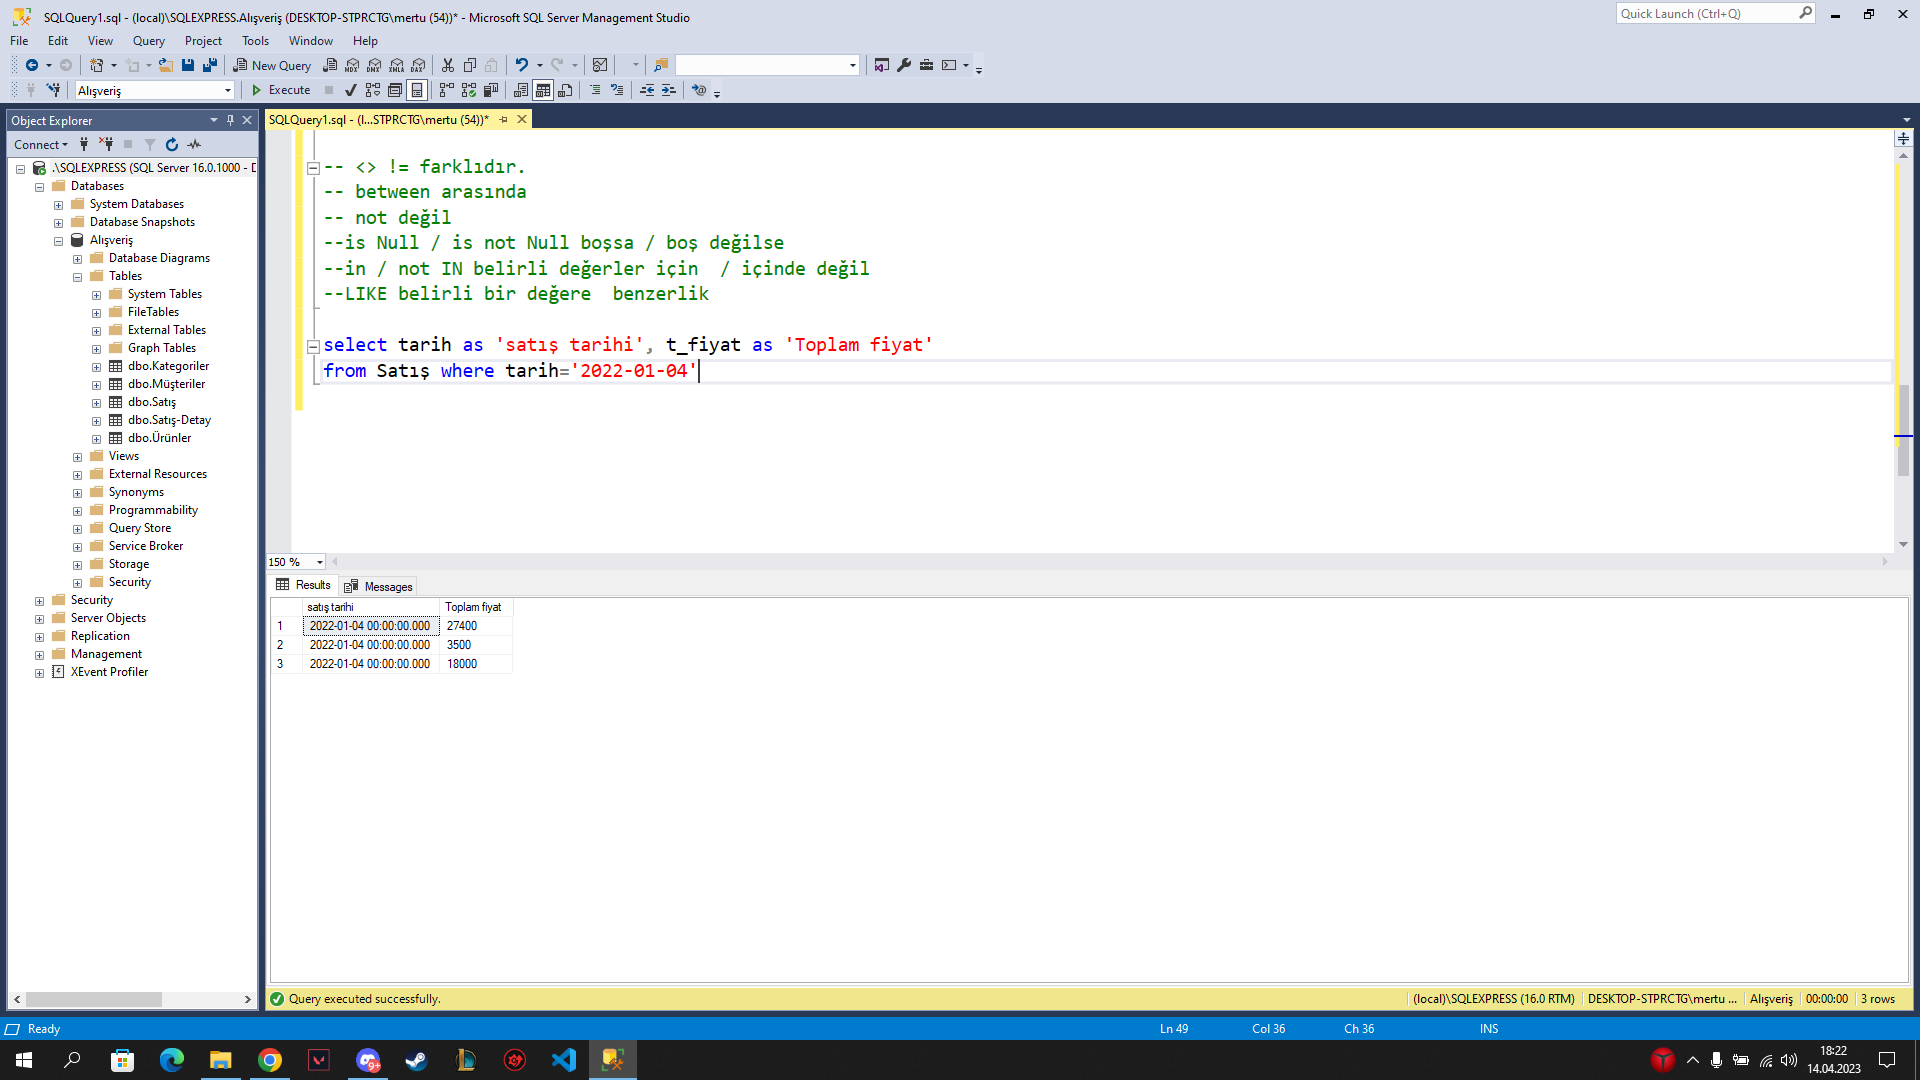 SQLQuery1.sql - (local)\SQLEXPRESS.Alışveriş (DESKTOP-STPRCTG\mertu (54))* - Microsoft SQL Server Management Studio
Quick Launch (Ctrl+Q)
File Edit View Query Project Tools Window Help
New Query MDX DMX XMLA DAX
Alışveriş Execute
Object Explorer
Connect
.\SQLEXPRESS (SQL Server 16.0.1000 - D
Databases
System Databases
Database Snapshots
Alışveriş
Database Diagrams
Tables
System Tables
FileTables
External Tables
Graph Tables
dbo.Kategoriler
dbo.Müşteriler
dbo.Satış
dbo.Satış-Detay
dbo.Ürünler
Views
External Resources
Synonyms
Programmability
Query Store
Service Broker
Storage
Security
Security
Server Objects
Replication
Management
XEvent Profiler
SQLQuery1.sql - (l...STPRCTG\mertu (54))*
-- <> != farklıdır.
-- between arasında
-- not değil
--is Null / is not Null boşsa / boş değilse
--in / not IN belirli değerler için  / içinde değil
--LIKE belirli bir değere  benzerlik
select tarih as 'satış tarihi', t_fiyat as 'Toplam fiyat'
from Satış where tarih='2022-01-04'
150 %
Results Messages
satış tarihi Toplam fiyat
1 2022-01-04 00:00:00.000 27400
2 2022-01-04 00:00:00.000 3500
3 2022-01-04 00:00:00.000 18000
Query executed successfully.
(local)\SQLEXPRESS (16.0 RTM) DESKTOP-STPRCTG\mertu ... Alışveriş 00:00:00 3 rows
Ready Ln 49 Col 36 Ch 36 INS
9+
18:22
14.04.2023